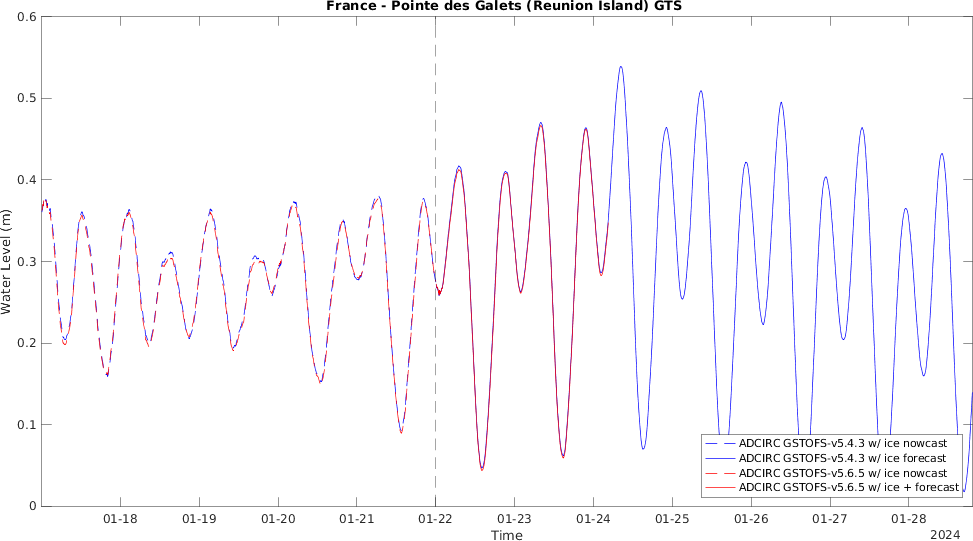 France - Pointe des Galets (Reunion Island) GTS
0.6
0.5
0.4
0.3
0.2
0.1
0
Water Level (m)
ADCIRC GSTOFS-v5.4.3 w/ ice nowcast
ADCIRC GSTOFS-v5.4.3 w/ ice forecast
ADCIRC GSTOFS-v5.6.5 w/ ice nowcast
ADCIRC GSTOFS-v5.6.5 w/ ice + forecast
01-18 01-19 01-20 01-21 01-22 01-23 01-24 01-25 01-26 01-27 01-28
Time
2024